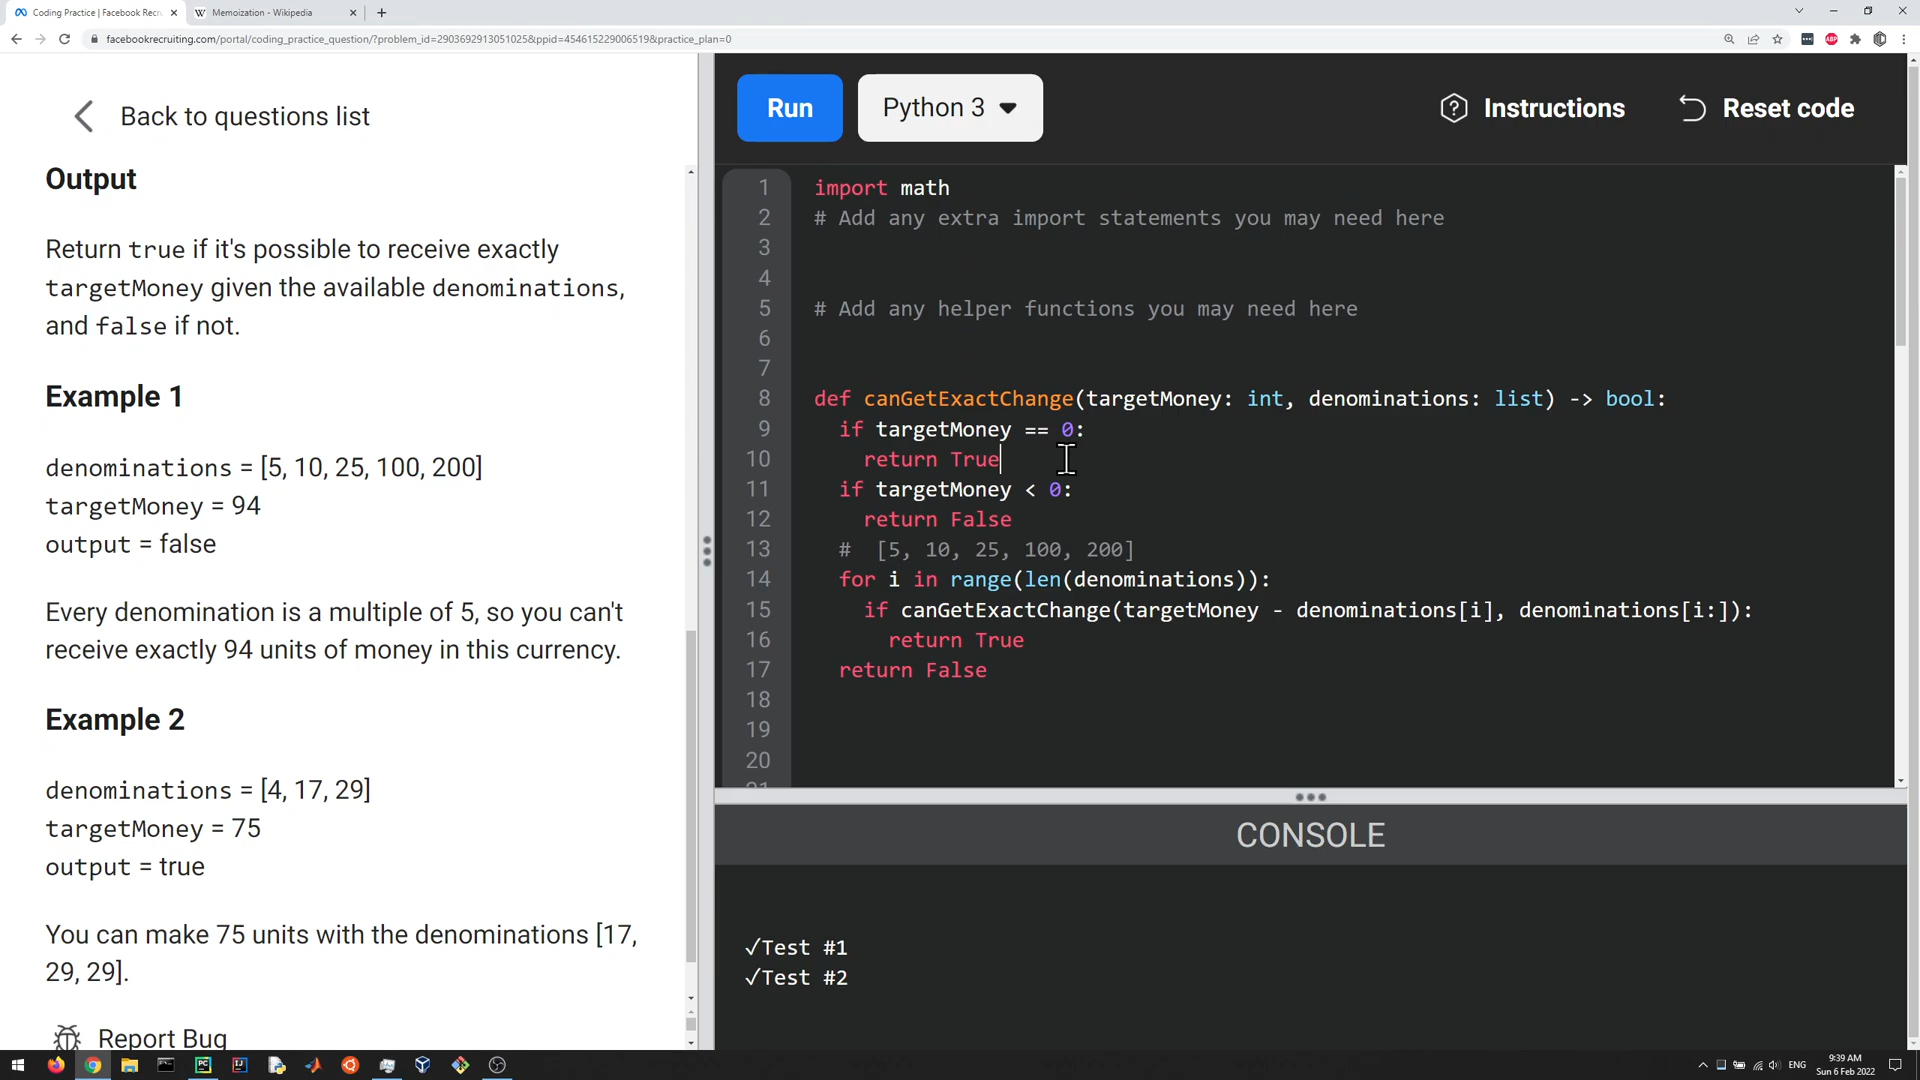 Coding Practice | Facebook Recru
Memoization - Wikipedia
facebookrecruiting.com/portal/coding_practice_question/?problem_id=2903692913051025&ppid=454615229006519&practice_plan=0
Back to questions list
Output
Return true if it's possible to receive exactly
targetMoney given the available denominations,
and false if not.
Example 1
denominations = [5, 10, 25, 100, 200]
targetMoney = 94
output = false
Every denomination is a multiple of 5, so you can't
receive exactly 94 units of money in this currency.
Example 2
denominations = [4, 17, 29]
targetMoney = 75
output = true
You can make 75 units with the denominations [17,
29, 29].
Report Bug
Run
Python 3
Instructions
Reset code
1 import math
2 # Add any extra import statements you may need here
3
4
5 # Add any helper functions you may need here
6
7
8 def canGetExactChange(targetMoney: int, denominations: list) -> bool:
9 if targetMoney == 0:
10 return True
11 if targetMoney < 0:
12 return False
13 # [5, 10, 25, 100, 200]
14 for i in range(len(denominations)):
15 if canGetExactChange(targetMoney - denominations[i], denominations[i:]):
16 return True
17 return False
18
19
20
21
CONSOLE
✓Test #1
✓Test #2
ENG
9:39 AM
Sun 6 Feb 2022